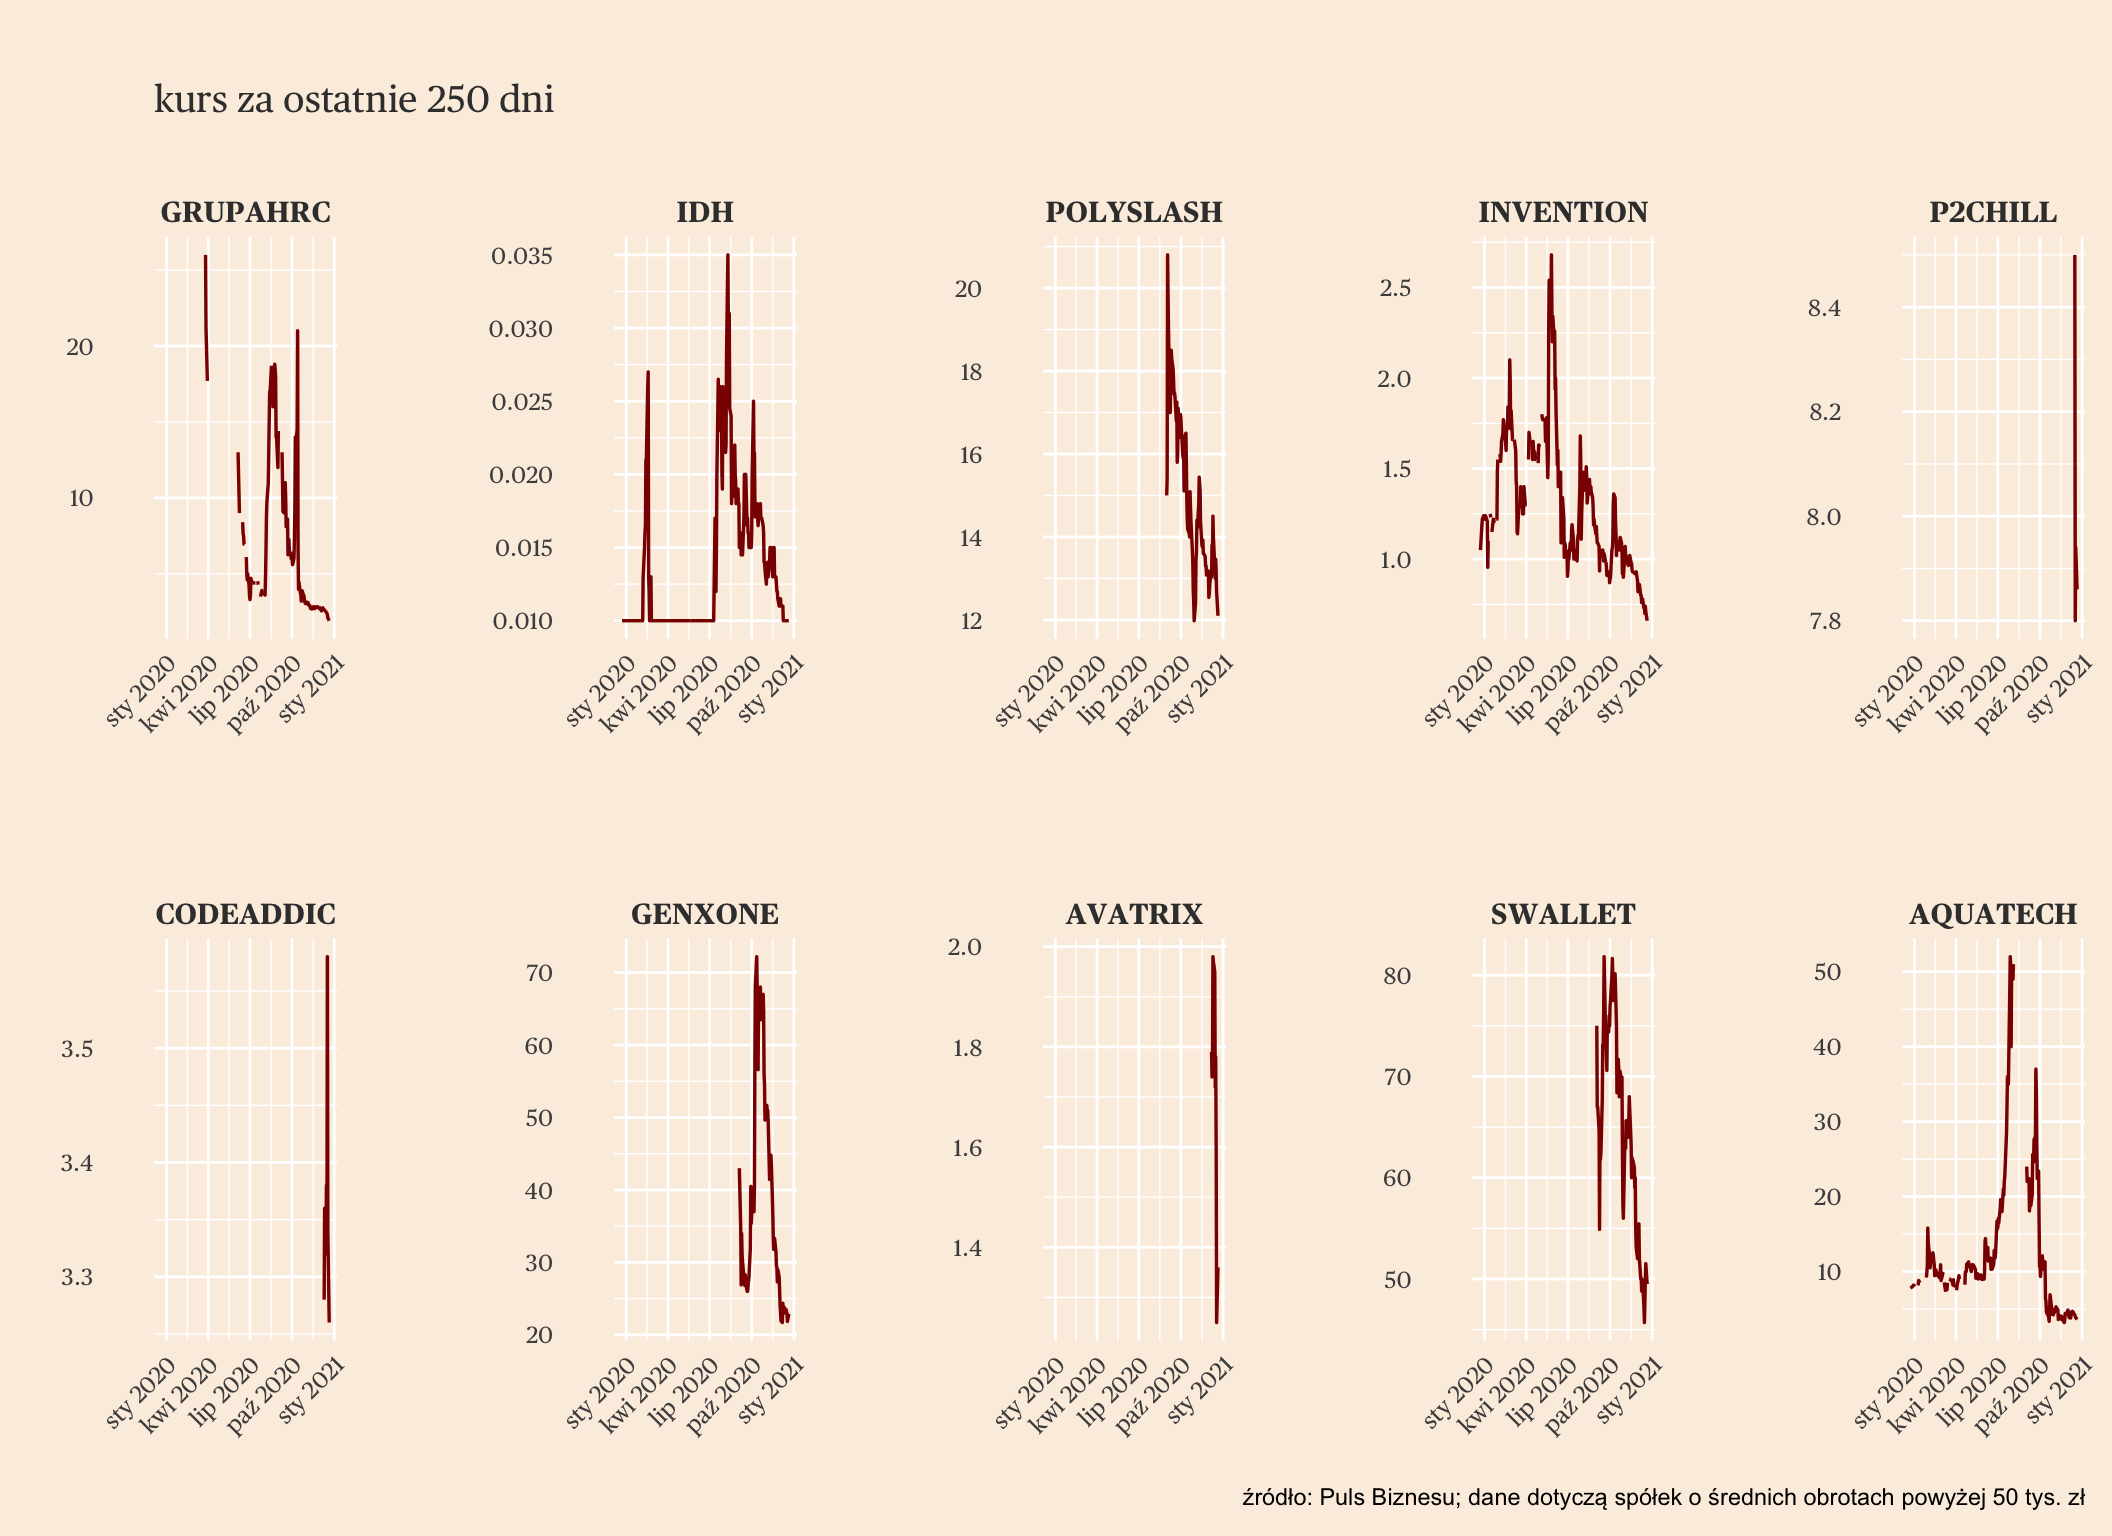 kurs za ostatnie 250 dni
GRUPAHRC
20
10
sty 2020
kwi 2020
lip 2020
paź 2020
sty 2021
IDH
0.035
0.030
0.025
0.020
0.015
0.010
sty 2020
kwi 2020
lip 2020
paź 2020
sty 2021
POLYSLASH
20
18
16
14
12
sty 2020
kwi 2020
lip 2020
paź 2020
sty 2021
INVENTION
2.5
2.0
1.5
1.0
sty 2020
kwi 2020
lip 2020
paź 2020
sty 2021
P2CHILL
8.4
8.2
8.0
7.8
sty 2020
kwi 2020
lip 2020
paź 2020
sty 2021
CODEADDIC
3.5
3.4
3.3
sty 2020
kwi 2020
lip 2020
paź 2020
sty 2021
GENXONE
70
60
50
40
30
20
sty 2020
kwi 2020
lip 2020
paź 2020
sty 2021
AVATRIX
2.0
1.8
1.6
1.4
sty 2020
kwi 2020
lip 2020
paź 2020
sty 2021
SWALLET
80
70
60
50
sty 2020
kwi 2020
lip 2020
paź 2020
sty 2021
AQUATECH
50
40
30
20
10
sty 2020
kwi 2020
lip 2020
paź 2020
sty 2021
źródło: Puls Biznesu; dane dotyczą spółek o średnich obrotach powyżej 50 tys. zł